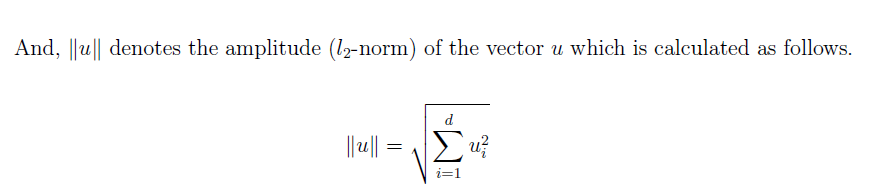 And, ‖u‖ denotes the amplitude (l₂-norm) of the vector u which is calculated as follows.
‖u‖ = √(∑_{i=1}^{d} u_i^2)